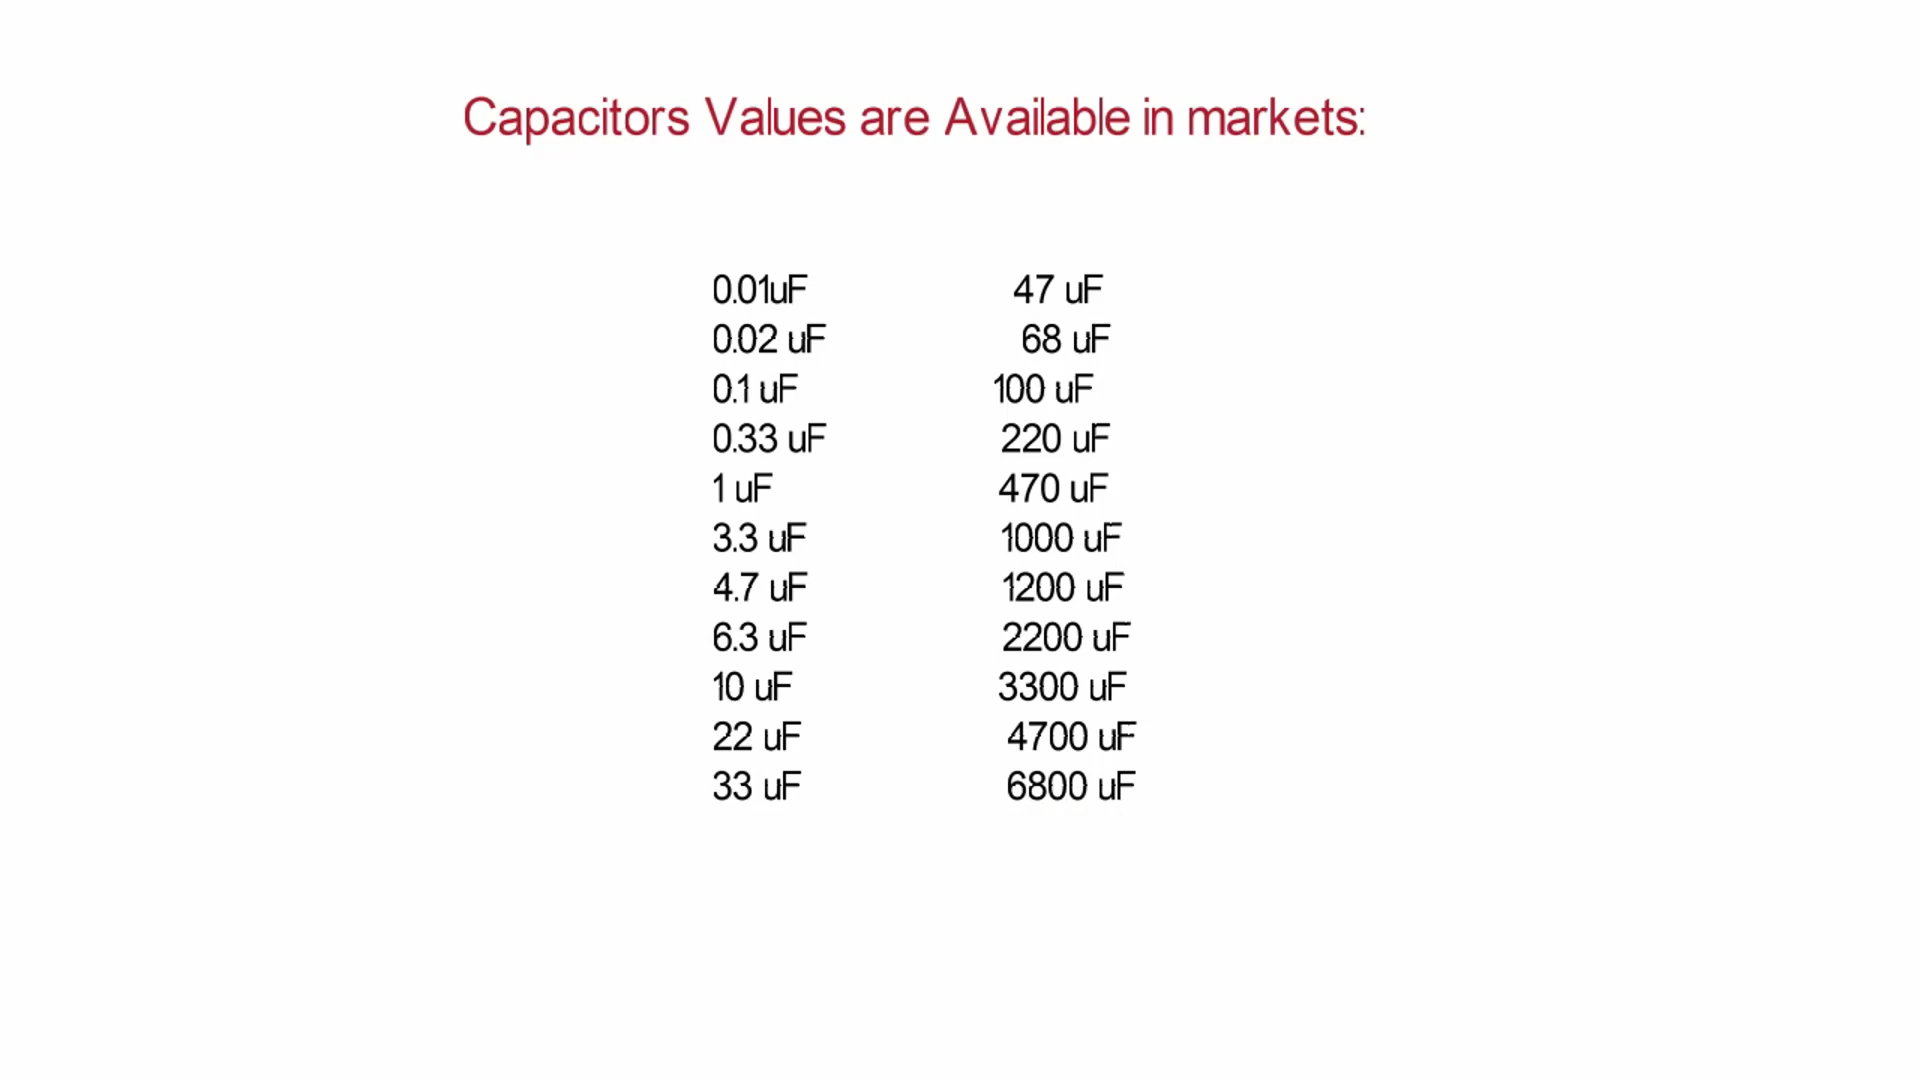 Capacitors Values are Available in markets:
0.01uF 47 uF
0.02 uF 68 uF
0.1 uF 100 uF
0.33 uF 220 uF
1 uF 470 uF
3.3 uF 1000 uF
4.7 uF 1200 uF
6.3 uF 2200 uF
10 uF 3300 uF
22 uF 4700 uF
33 uF 6800 uF